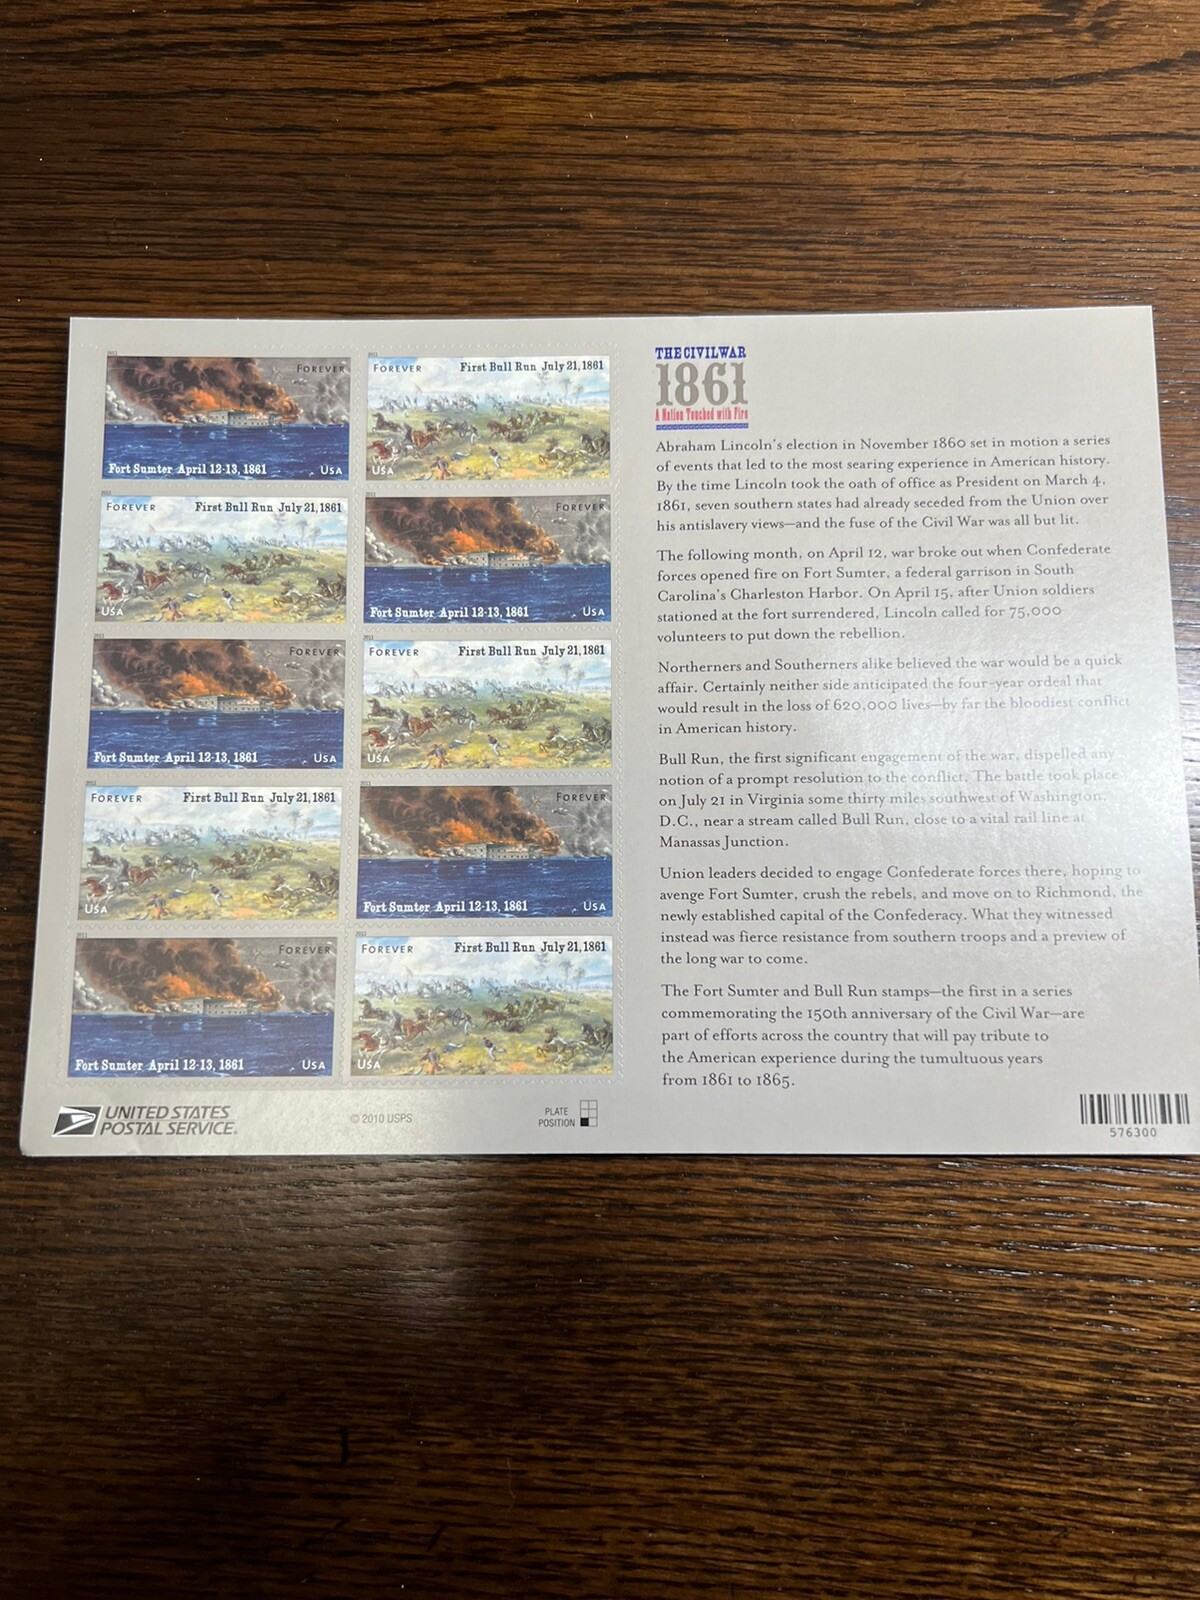 2011
FOREVER
Fort Sumter April 12-13, 1861 USA
2011
FOREVER First Bull Run July 21, 1861
USA
2011
FOREVER First Bull Run July 21, 1861
USA
2011
FOREVER
Fort Sumter April 12-13, 1861 USA
2011
FOREVER
Fort Sumter April 12-13, 1861 USA
2011
FOREVER First Bull Run July 21, 1861
USA
2011
FOREVER First Bull Run July 21, 1861
USA
2011
FOREVER
Fort Sumter April 12-13, 1861 USA
2011
FOREVER
Fort Sumter April 12-13, 1861 USA
2011
FOREVER First Bull Run July 21, 1861
USA
UNITED STATES
POSTAL SERVICE®
© 2010 USPS
PLATE
POSITION
THE CIVIL WAR
1861
A Nation Touched with Fire
Abraham Lincoln's election in November 1860 set in motion a series
of events that led to the most searing experience in American history.
By the time Lincoln took the oath of office as President on March 4,
1861, seven southern states had already seceded from the Union over
his antislavery views—and the fuse of the Civil War was all but lit.
The following month, on April 12, war broke out when Confederate
forces opened fire on Fort Sumter, a federal garrison in South
Carolina's Charleston Harbor. On April 15, after Union soldiers
stationed at the fort surrendered, Lincoln called for 75,000
volunteers to put down the rebellion.
Northerners and Southerners alike believed the war would be a quick
affair. Certainly neither side anticipated the four-year ordeal that
would result in the loss of 620,000 lives—by far the bloodiest conflict
in American history.
Bull Run, the first significant engagement of the war, dispelled any
notion of a prompt resolution to the conflict. The battle took place
on July 21 in Virginia some thirty miles southwest of Washington,
D.C., near a stream called Bull Run, close to a vital rail line at
Manassas Junction.
Union leaders decided to engage Confederate forces there, hoping to
avenge Fort Sumter, crush the rebels, and move on to Richmond, the
newly established capital of the Confederacy. What they witnessed
instead was fierce resistance from southern troops and a preview of
the long war to come.
The Fort Sumter and Bull Run stamps—the first in a series
commemorating the 150th anniversary of the Civil War—are
part of efforts across the country that will pay tribute to
the American experience during the tumultuous years
from 1861 to 1865.
576300